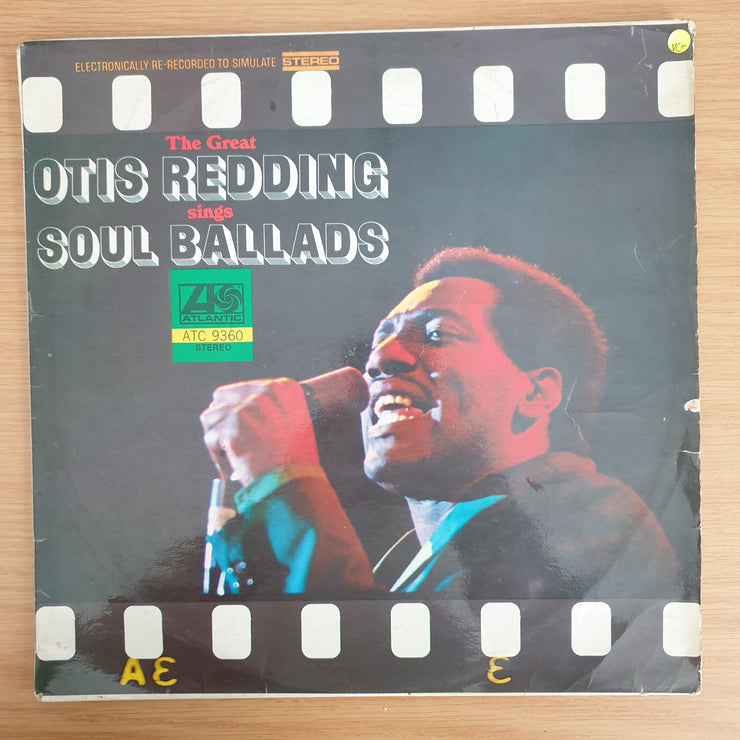 ELECTRONICALLY RE-RECORDED TO SIMULATE STEREO
VG-
The Great
OTIS REDDING
sings
SOUL BALLADS
ATLANTIC
ATC 9360
STEREO
AE
3